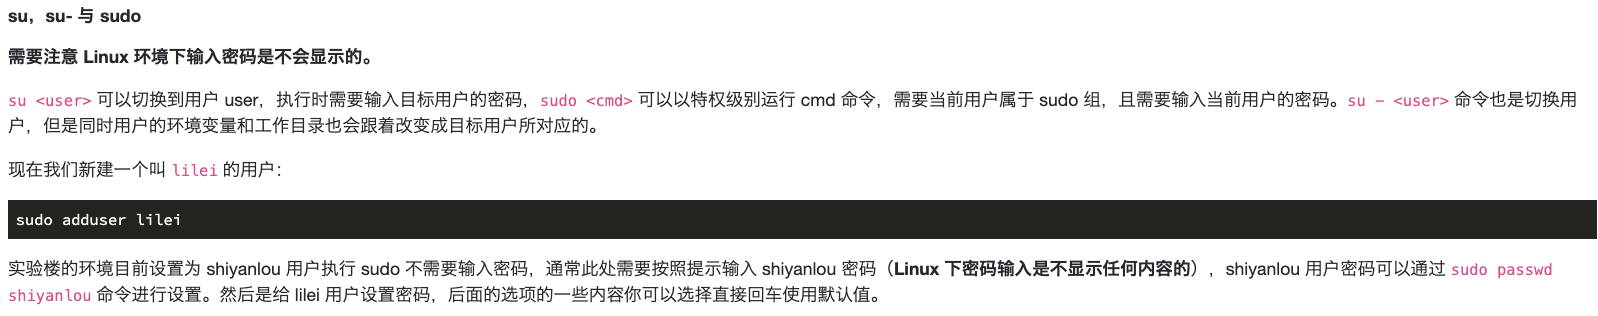 su，su- 与 sudo
需要注意 Linux 环境下输入密码是不会显示的。
su <user> 可以切换到用户 user，执行时需要输入目标用户的密码，sudo <cmd> 可以以特权级别运行 cmd 命令，需要当前用户属于 sudo 组，且需要输入当前用户的密码。su - <user> 命令也是切换用
户，但是同时用户的环境变量和工作目录也会跟着改变成目标用户所对应的。
现在我们新建一个叫 lilei 的用户：
sudo adduser lilei
实验楼的环境目前设置为 shiyanlou 用户执行 sudo 不需要输入密码，通常此处需要按照提示输入 shiyanlou 密码（Linux 下密码输入是不显示任何内容的），shiyanlou 用户密码可以通过 sudo passwd
shiyanlou 命令进行设置。然后是给 lilei 用户设置密码，后面的选项的一些内容你可以选择直接回车使用默认值。